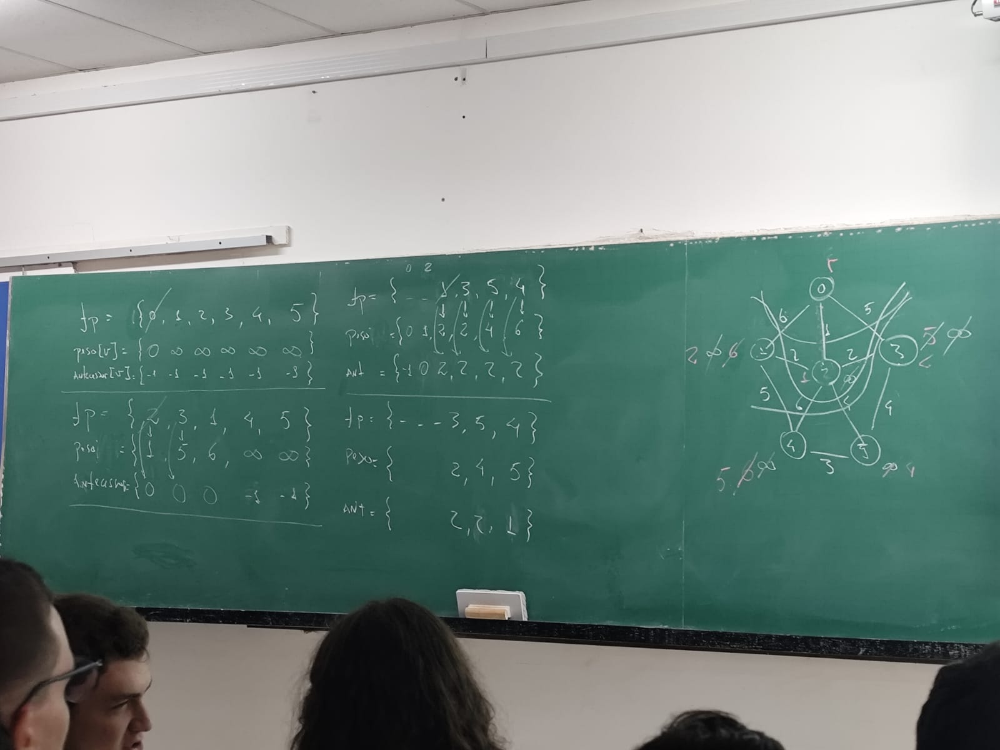 fp = {0, 1, 2, 3, 4, 5}
peso[v] = {0 ∞ ∞ ∞ ∞ ∞}
Antecessor[v] = {-1 -1 -1 -1 -1 -1}
fp = {2, 3, 1, 4, 5}
peso = {1, 5, 6, ∞ ∞}
= {0 0 0 -1 -1}
0 2
fp = { - - 1, 3, 5, 4 }
peso = {0 1, 2, 2, 4, 6}
ANT = {-1 0 2, 2, 2, 2}
fp = { - - - 3, 5, 4}
peso = { 2, 4, 5}
ANT = { 2, 2, 1}
r
0
6 1 5
2 ∞ 6 1 2 2 3 5 ∞
1 2 2
5 6 4 4
4 3 5
5 6 ∞ ∞ 4